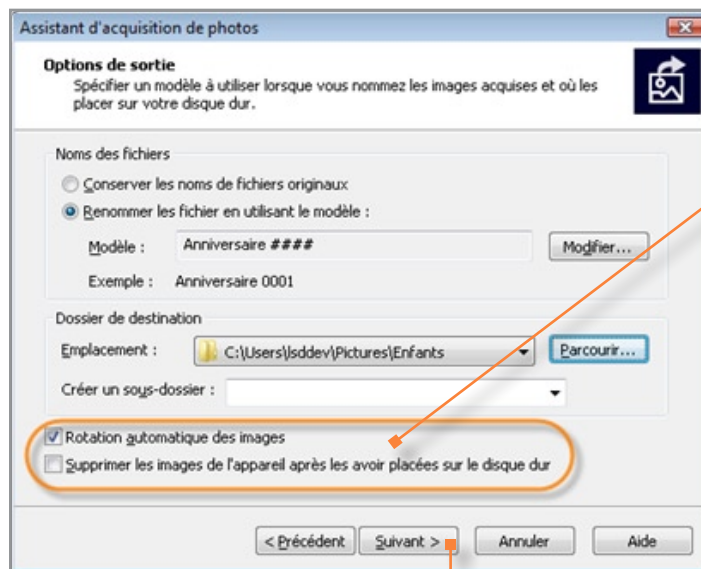 Assistant d'acquisition de photos
Options de sortie
Spécifier un modèle à utiliser lorsque vous nommez les images acquises et où les
placer sur votre disque dur.
Noms des fichiers
Conserver les noms de fichiers originaux
Renommer les fichier en utilisant le modèle :
Modèle : Anniversaire #### Modifier...
Exemple : Anniversaire 0001
Dossier de destination
Emplacement : C:\Users\lsddev\Pictures\Enfants Parcourir...
Créer un sous-dossier :
Rotation automatique des images
Supprimer les images de l'appareil après les avoir placées sur le disque dur
< Précédent Suivant > Annuler Aide